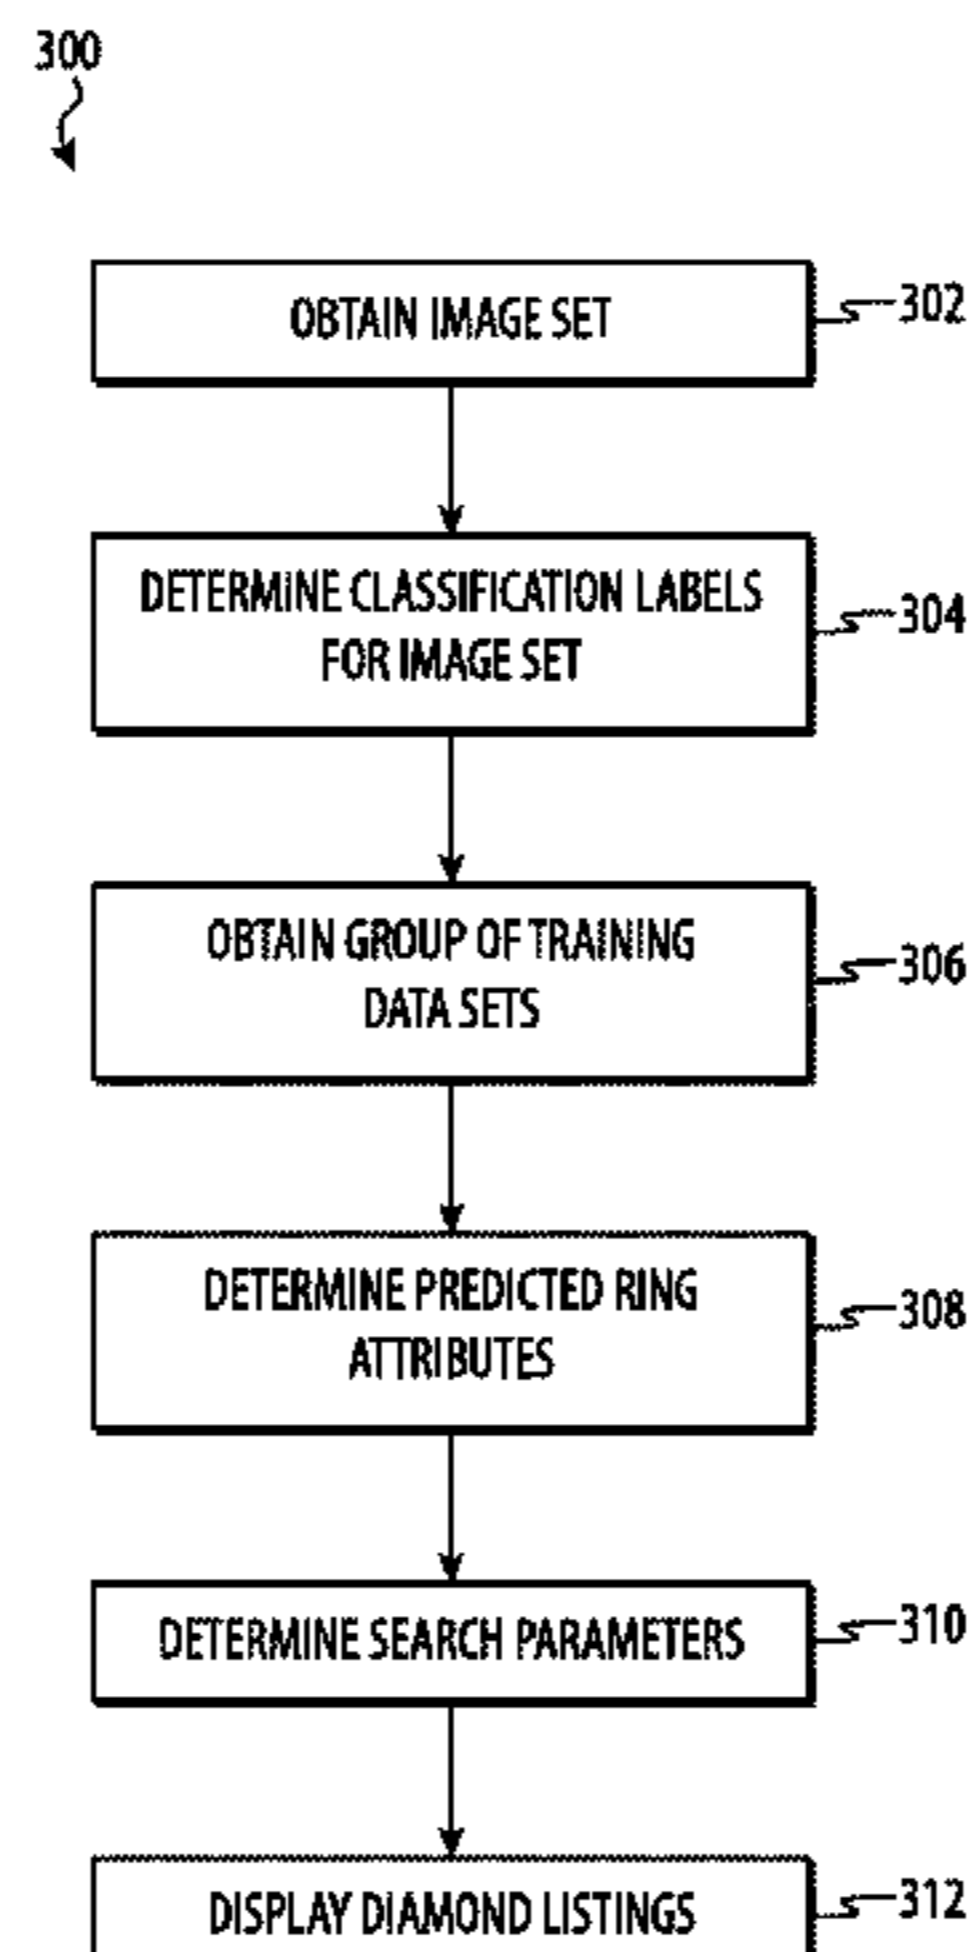 300
OBTAIN IMAGE SET
302
DETERMINE CLASSIFICATION LABELS
FOR IMAGE SET
304
OBTAIN GROUP OF TRAINING
DATA SETS
306
DETERMINE PREDICTED RING
ATTRIBUTES
308
DETERMINE SEARCH PARAMETERS
310
DISPLAY DIAMOND LISTINGS
312